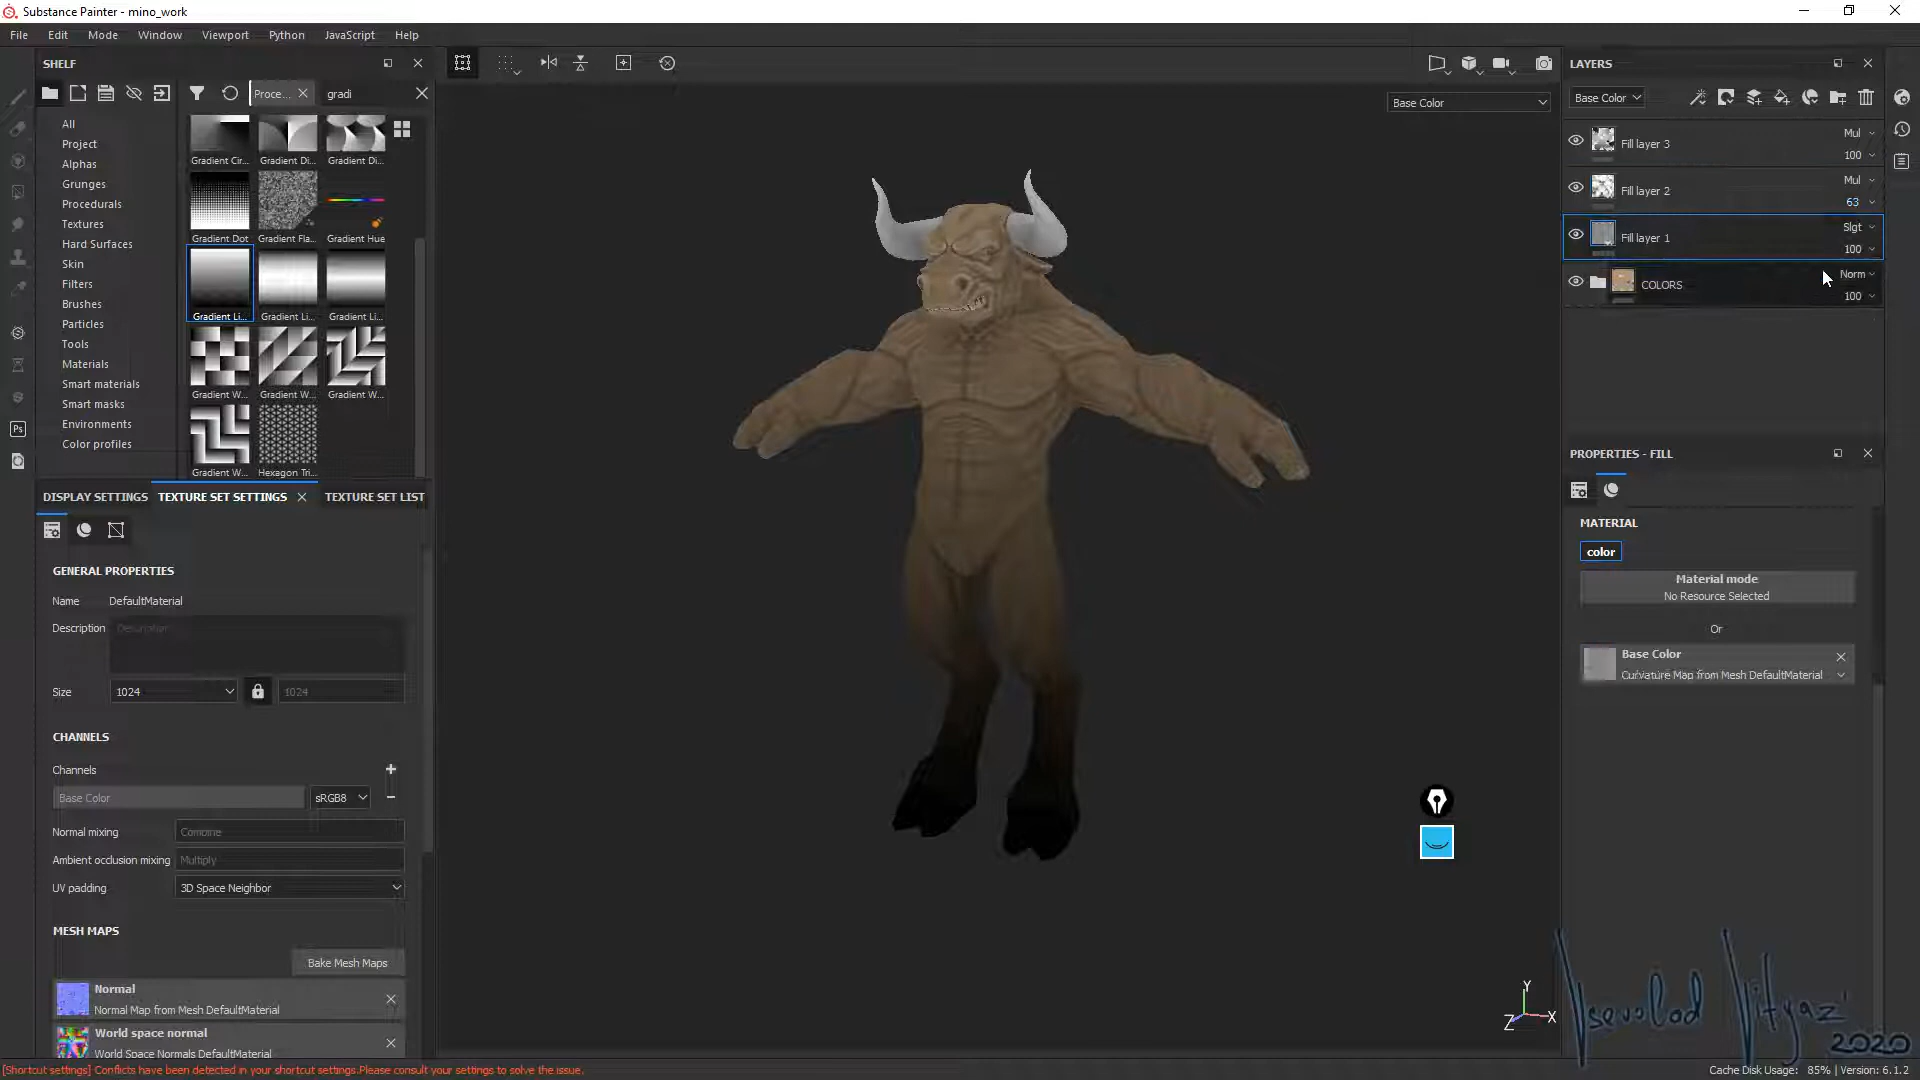 Substance Painter - mino_work
File Edit Mode Window Viewport Python JavaScript Help
SHELF
Proce... gradi
All
Project
Alphas
Grunges
Procedurals
Textures
Hard Surfaces
Skin
Filters
Brushes
Particles
Tools
Materials
Smart materials
Smart masks
Environments
Color profiles
Gradient Cir... Gradient Di... Gradient Di...
Gradient Dot Gradient Fla... Gradient Hue
Gradient Li... Gradient Li... Gradient Li...
Gradient W... Gradient W... Gradient W...
Gradient W... Hexagon Tri...
Ps
DISPLAY SETTINGS TEXTURE SET SETTINGS TEXTURE SET LIST
GENERAL PROPERTIES
Name DefaultMaterial
Description Description
Size 1024 1024
CHANNELS
Channels
Base Color sRGB8
Normal mixing Combine
Ambient occlusion mixing Multiply
UV padding 3D Space Neighbor
MESH MAPS
Bake Mesh Maps
Normal
Normal Map from Mesh DefaultMaterial
World space normal
World Space Normals DefaultMaterial
[Shortcut settings] Conflicts have been detected in your shortcut settings.Please consult your settings to solve the issue.
Base Color
Y
Z X
LAYERS
Base Color
Fill layer 3 Mul 100
Fill layer 2 Mul 63
Fill layer 1 Slgt 100
COLORS Norm 100
PROPERTIES - FILL
MATERIAL
color
Material mode
No Resource Selected
Or
Base Color
Curvature Map from Mesh DefaultMaterial
Vsevolod Vityaz
2020
Cache Disk Usage: 85% | Version: 6.1.2